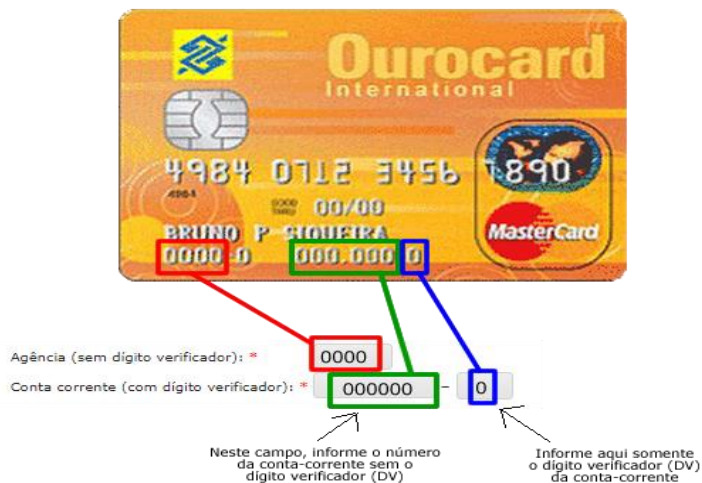 Ourocard
International
4984 0712 3456 7890
4984
GOOD THRU 00/00
BRUNO P SIQUEIRA
0000-0 000.000 0
MasterCard
Agência (sem dígito verificador): * 0000
Conta corrente (com dígito verificador): * 000000 - 0
Neste campo, informe o número
da conta-corrente sem o
dígito verificador (DV)
Informe aqui somente
o dígito verificador (DV)
da conta-corrente